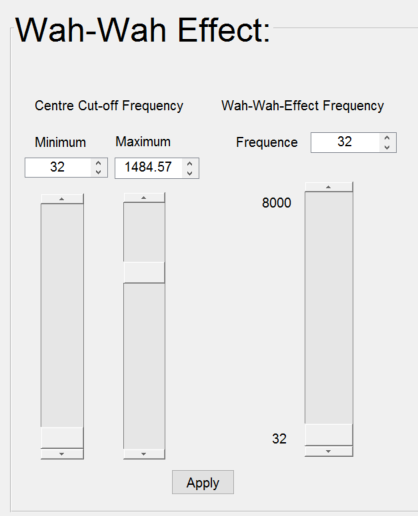 Wah-Wah Effect:
Centre Cut-off Frequency
Wah-Wah-Effect Frequency
Minimum
Maximum
Frequence
32
32
1484.57
8000
32
Apply